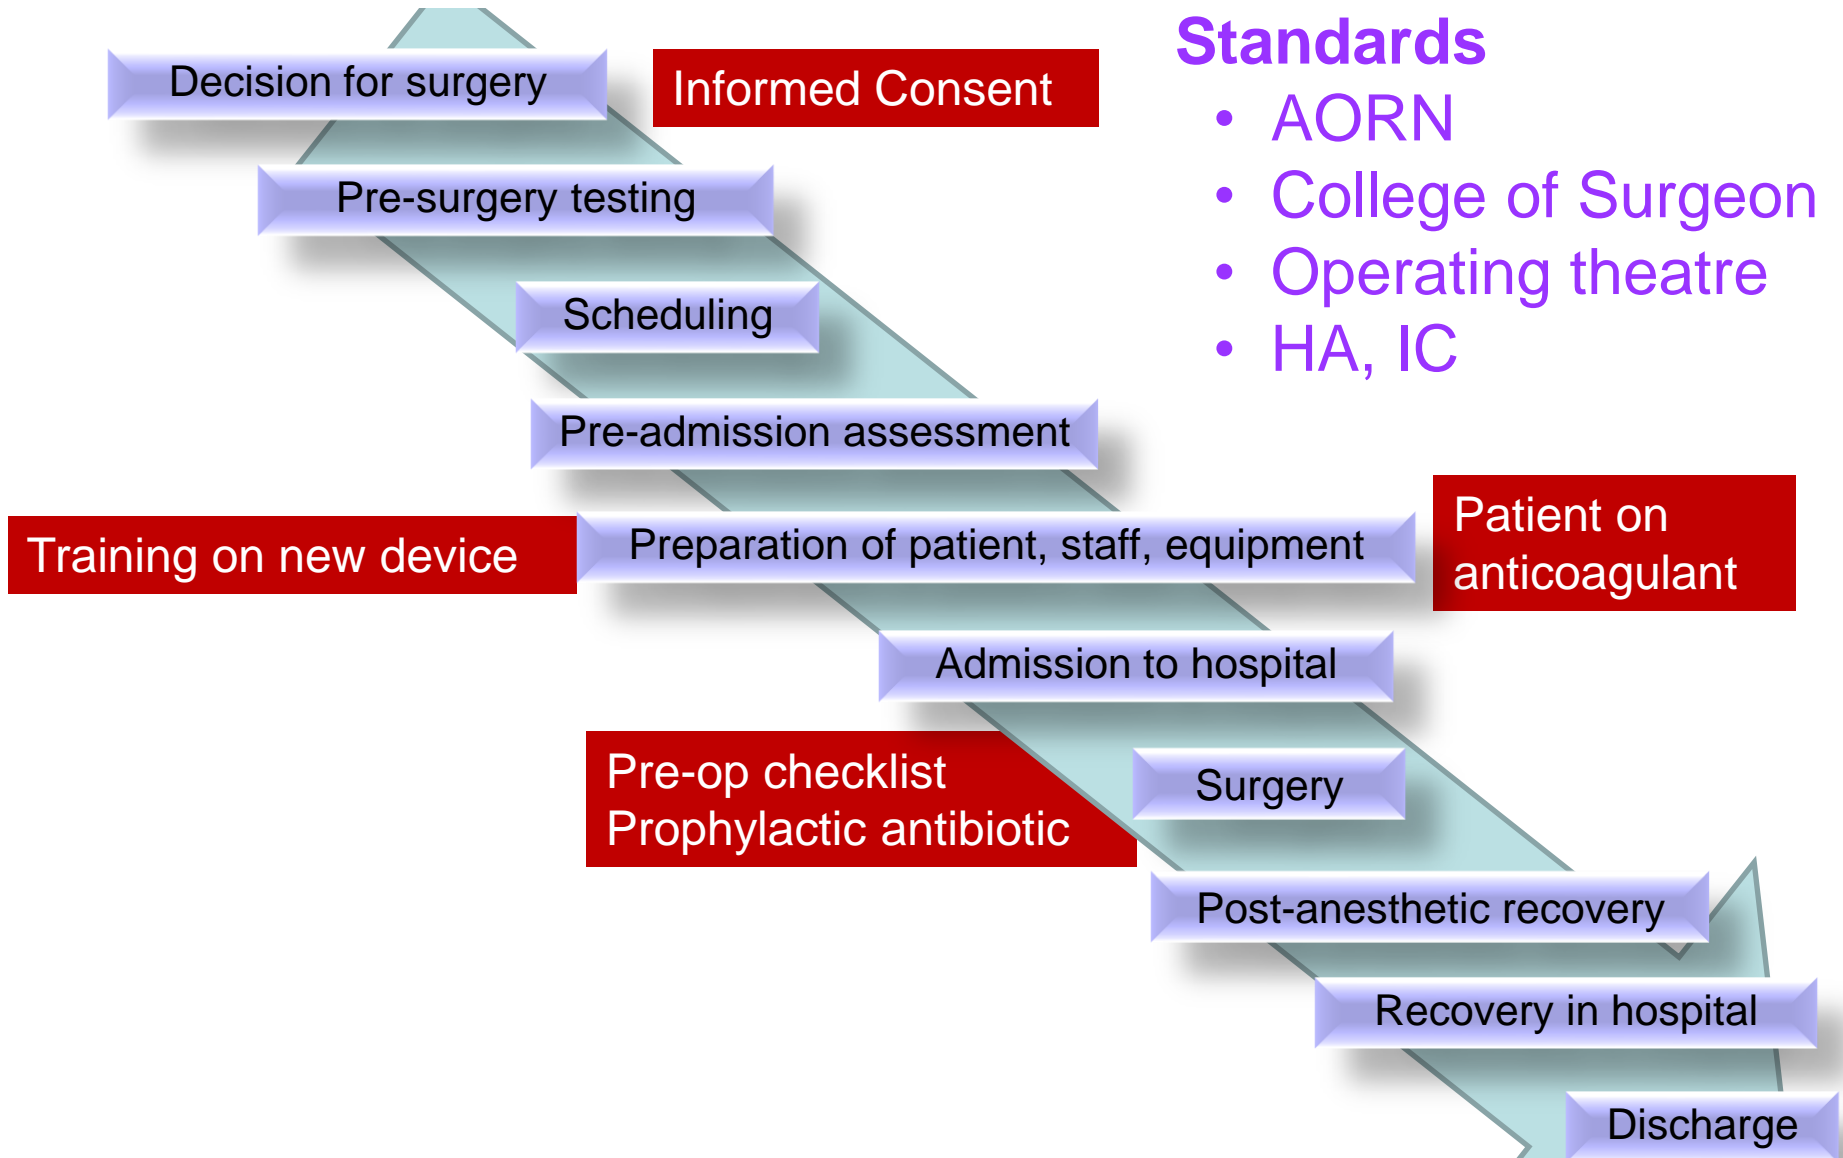 Decision for surgery
Informed Consent
Standards
• AORN
• College of Surgeon
• Operating theatre
• HA, IC
Pre-surgery testing
Scheduling
Pre-admission assessment
Training on new device
Preparation of patient, staff, equipment
Patient on
anticoagulant
Admission to hospital
Pre-op checklist
Prophylactic antibiotic
Surgery
Post-anesthetic recovery
Recovery in hospital
Discharge